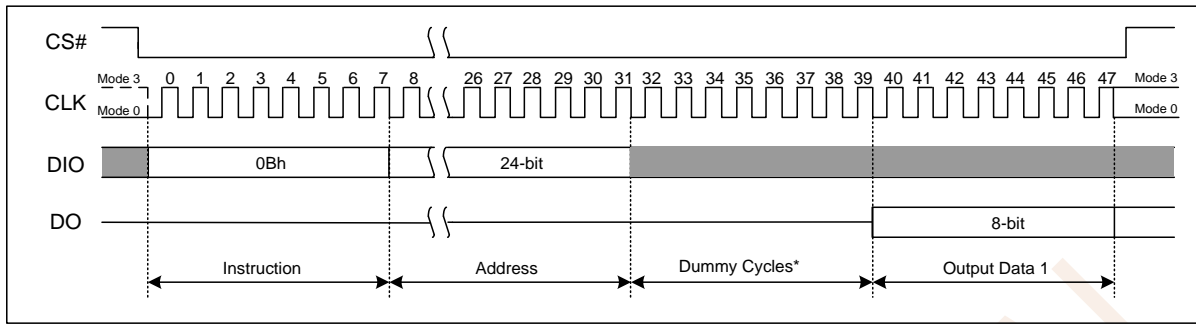 CS#
Mode 3 0 1 2 3 4 5 6 7 8 26 27 28 29 30 31 32 33 34 35 36 37 38 39 40 41 42 43 44 45 46 47 Mode 3
CLK
Mode 0 Mode 0
DIO 0Bh 24-bit
DO 8-bit
Instruction Address Dummy Cycles* Output Data 1